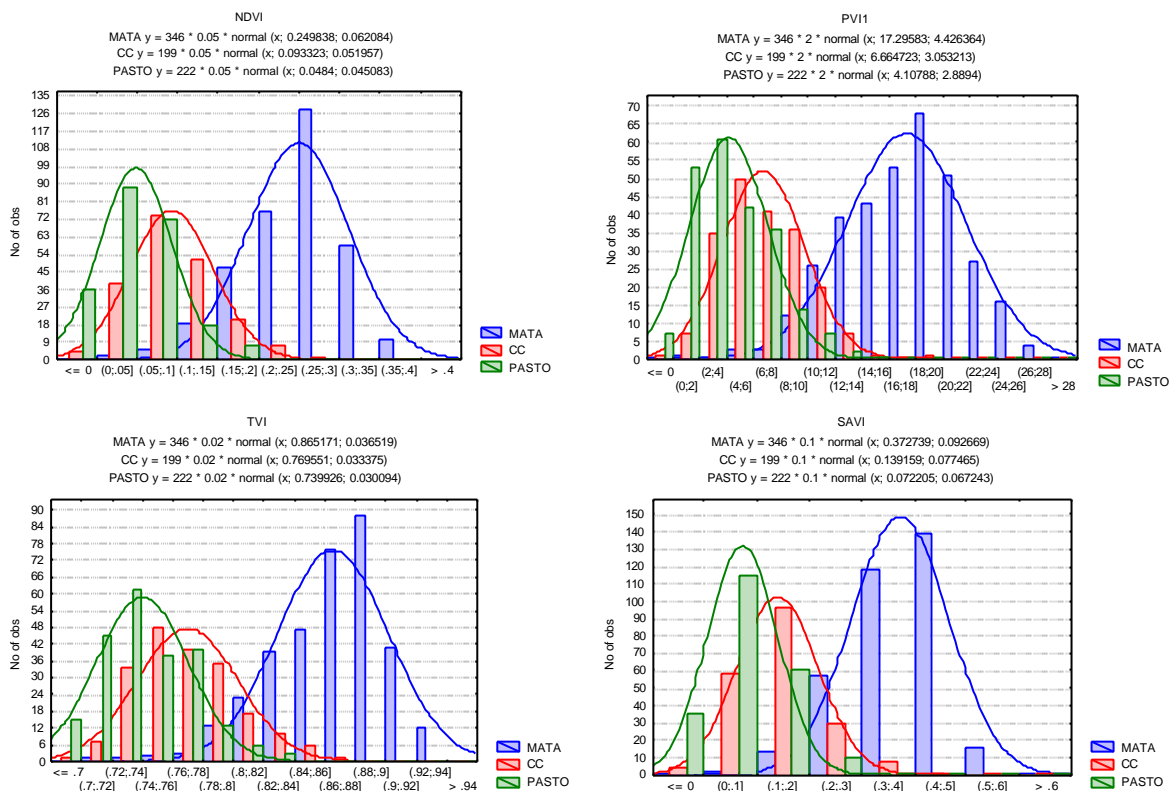 NDVI
MATA y = 346 * 0.05 * normal (x; 0.249838; 0.062084)
CC y = 199 * 0.05 * normal (x; 0.093323; 0.051957)
PASTO y = 222 * 0.05 * normal (x; 0.0484; 0.045083)
No of obs
135
126
117
108
99
90
81
72
63
54
45
36
27
18
9
0
<= 0 (0;.05] (.05;.1] (.1;.15] (.15;.2] (.2;.25] (.25;.3] (.3;.35] (.35;.4] > .4
MATA
CC
PASTO
PVI1
MATA y = 346 * 2 * normal (x; 17.29583; 4.426364)
CC y = 199 * 2 * normal (x; 6.664723; 3.053213)
PASTO y = 222 * 2 * normal (x; 4.10788; 2.8894)
No of obs
70
65
60
55
50
45
40
35
30
25
20
15
10
5
0
<= 0 (2;4] (6;8] (10;12] (14;16] (18;20] (22;24] (26;28]
(0;2] (4;6] (8;10] (12;14] (16;18] (20;22] (24;26] > 28
MATA
CC
PASTO
TVI
MATA y = 346 * 0.02 * normal (x; 0.865171; 0.036519)
CC y = 199 * 0.02 * normal (x; 0.769551; 0.033375)
PASTO y = 222 * 0.02 * normal (x; 0.739926; 0.030094)
No of obs
90
84
78
72
66
60
54
48
42
36
30
24
18
12
6
0
<= .7 (.72;.74] (.76;.78] (.8;.82] (.84;.86] (.88;.9] (.92;.94]
(.7;.72] (.74;.76] (.78;.8] (.82;.84] (.86;.88] (.9;.92] > .94
MATA
CC
PASTO
SAVI
MATA y = 346 * 0.1 * normal (x; 0.372739; 0.092669)
CC y = 199 * 0.1 * normal (x; 0.139159; 0.077465)
PASTO y = 222 * 0.1 * normal (x; 0.072205; 0.067243)
No of obs
150
140
130
120
110
100
90
80
70
60
50
40
30
20
10
0
<= 0 (0;.1] (.1;.2] (.2;.3] (.3;.4] (.4;.5] (.5;.6] > .6
MATA
CC
PASTO